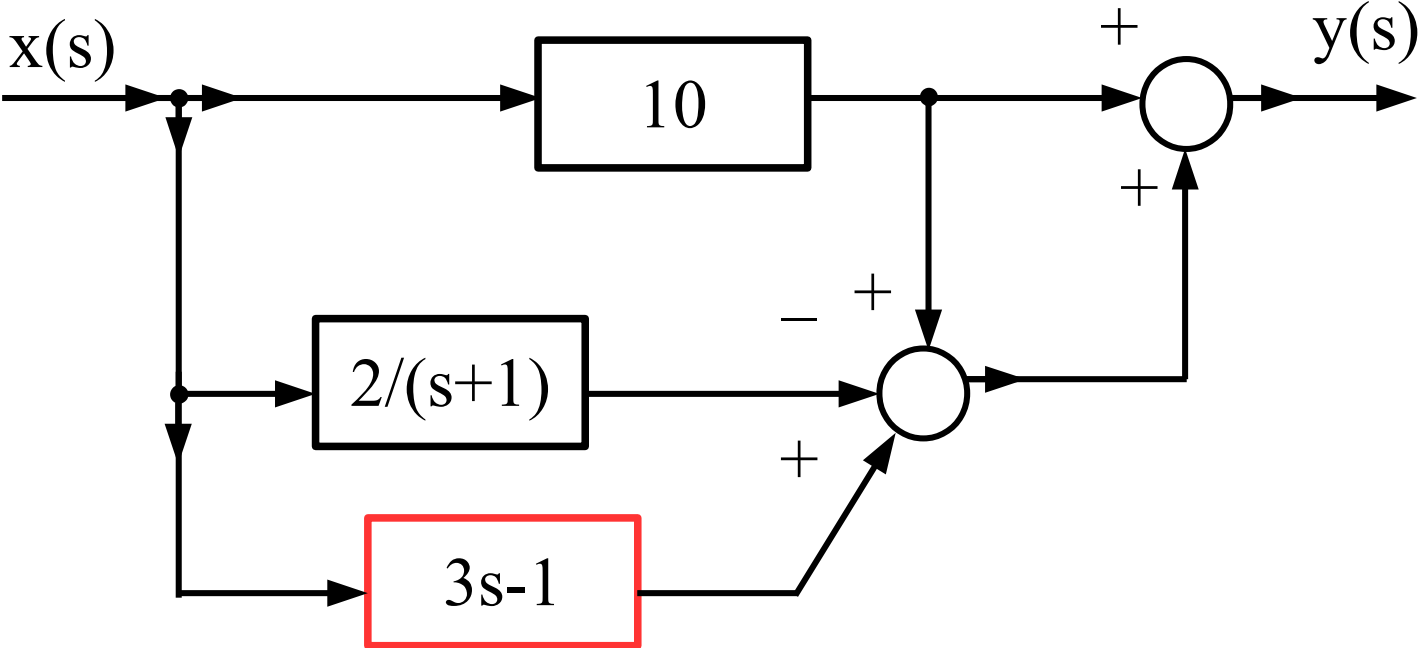 x(s)
10
+
y(s)
+
+
−
2/(s+1)
+
3s-1